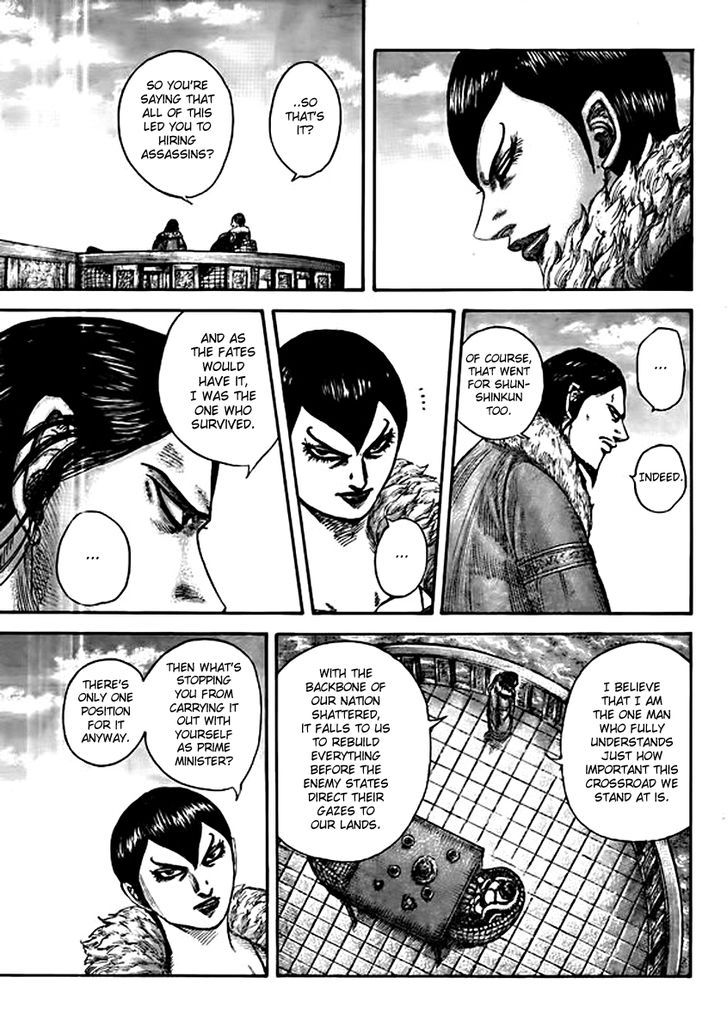 ..SO
THAT'S
IT?
SO YOU'RE
SAYING THAT
ALL OF THIS
LED YOU TO
HIRING
ASSASSINS?
...
INDEED.
OF COURSE,
THAT WENT
FOR SHUN-
SHINKUN
TOO.
...
...
AND AS
THE FATES
WOULD
HAVE IT,
I WAS THE
ONE WHO
SURVIVED.
...
I BELIEVE
THAT I AM
THE ONE MAN
WHO FULLY
UNDERSTANDS
JUST HOW
IMPORTANT THIS
CROSSROAD WE
STAND AT IS.
WITH THE
BACKBONE OF
OUR NATION
SHATTERED,
IT FALLS TO US
TO REBUILD
EVERYTHING
BEFORE THE
ENEMY STATES
DIRECT THEIR
GAZES TO
OUR LANDS.
THEN WHAT'S
STOPPING
YOU FROM
CARRYING IT
OUT WITH
YOURSELF
AS PRIME
MINISTER?
THERE'S
ONLY ONE
POSITION
FOR IT
ANYWAY.